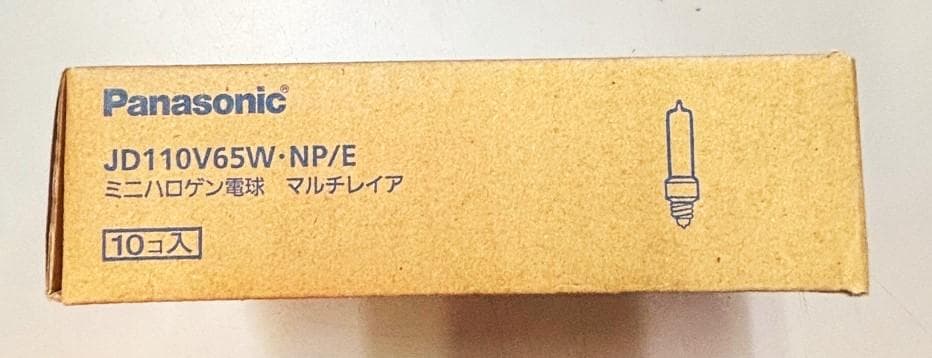 Panasonic®
JD110V65W・NP/E
ミニハロゲン電球 マルチレイア
10コ入